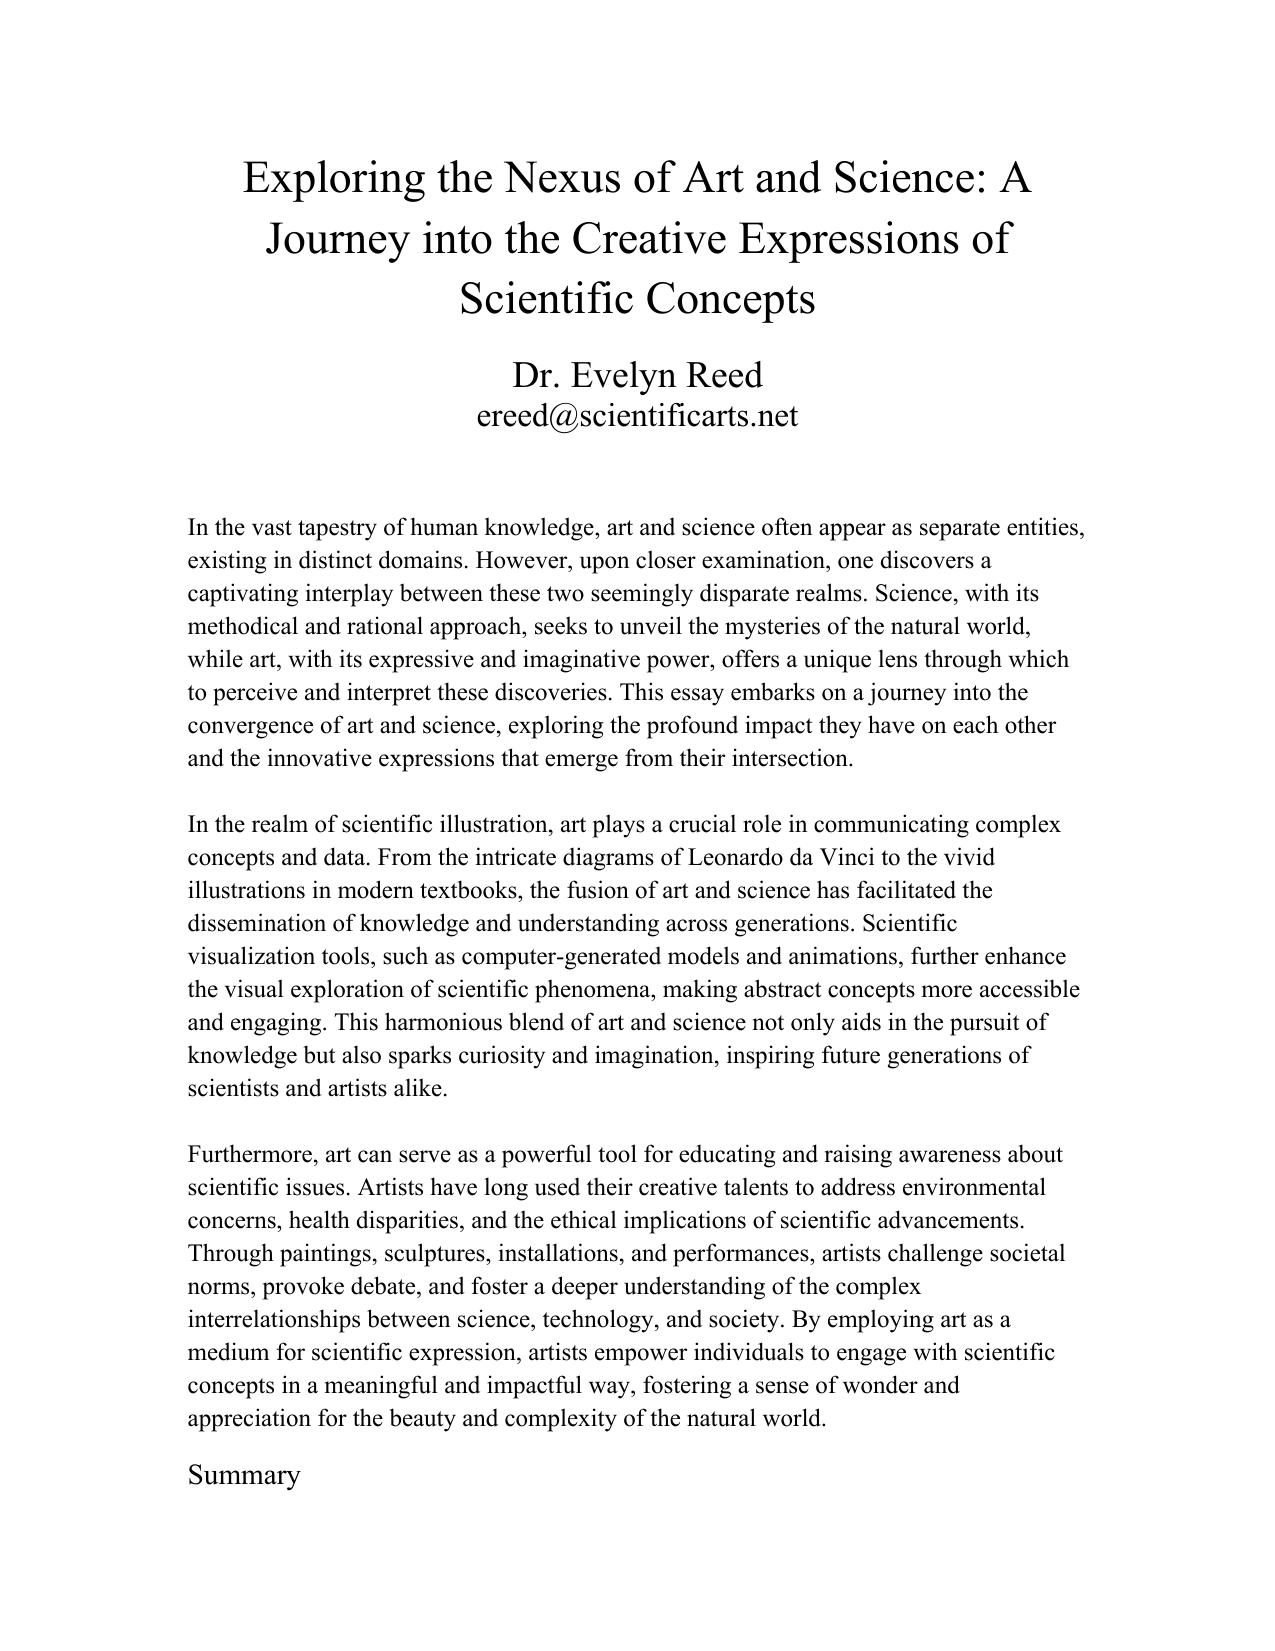 Exploring the Nexus of Art and Science: A
Journey into the Creative Expressions of
Scientific Concepts
Dr. Evelyn Reed
ereed@scientificarts.net
In the vast tapestry of human knowledge, art and science often appear as separate entities,
existing in distinct domains. However, upon closer examination, one discovers a
captivating interplay between these two seemingly disparate realms. Science, with its
methodical and rational approach, seeks to unveil the mysteries of the natural world,
while art, with its expressive and imaginative power, offers a unique lens through which
to perceive and interpret these discoveries. This essay embarks on a journey into the
convergence of art and science, exploring the profound impact they have on each other
and the innovative expressions that emerge from their intersection.
In the realm of scientific illustration, art plays a crucial role in communicating complex
concepts and data. From the intricate diagrams of Leonardo da Vinci to the vivid
illustrations in modern textbooks, the fusion of art and science has facilitated the
dissemination of knowledge and understanding across generations. Scientific
visualization tools, such as computer-generated models and animations, further enhance
the visual exploration of scientific phenomena, making abstract concepts more accessible
and engaging. This harmonious blend of art and science not only aids in the pursuit of
knowledge but also sparks curiosity and imagination, inspiring future generations of
scientists and artists alike.
Furthermore, art can serve as a powerful tool for educating and raising awareness about
scientific issues. Artists have long used their creative talents to address environmental
concerns, health disparities, and the ethical implications of scientific advancements.
Through paintings, sculptures, installations, and performances, artists challenge societal
norms, provoke debate, and foster a deeper understanding of the complex
interrelationships between science, technology, and society. By employing art as a
medium for scientific expression, artists empower individuals to engage with scientific
concepts in a meaningful and impactful way, fostering a sense of wonder and
appreciation for the beauty and complexity of the natural world.
Summary